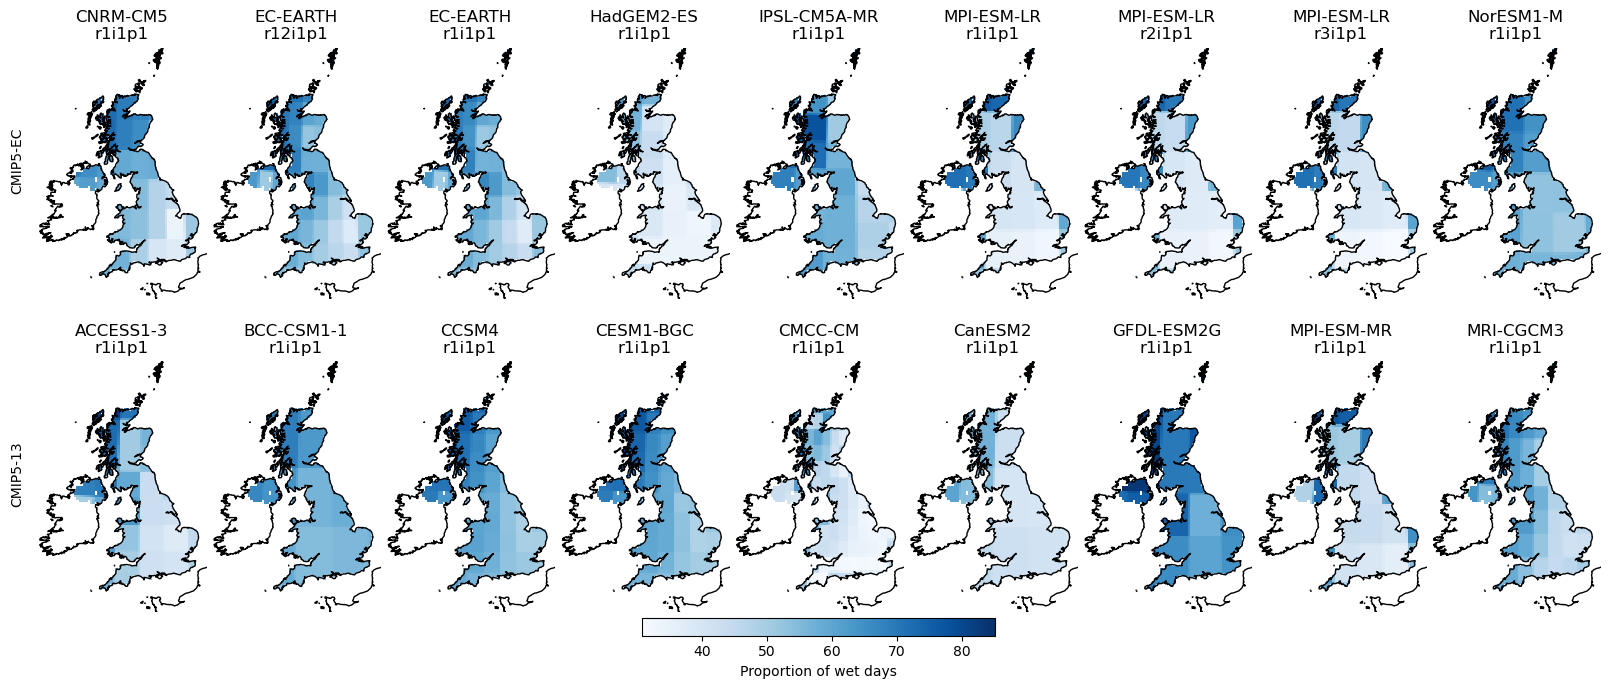 CNRM-CM5
r1i1p1
EC-EARTH
r12i1p1
EC-EARTH
r1i1p1
HadGEM2-ES
r1i1p1
IPSL-CM5A-MR
r1i1p1
MPI-ESM-LR
r1i1p1
MPI-ESM-LR
r2i1p1
MPI-ESM-LR
r3i1p1
NorESM1-M
r1i1p1
CMIP5-EC
ACCESS1-3
r1i1p1
BCC-CSM1-1
r1i1p1
CCSM4
r1i1p1
CESM1-BGC
r1i1p1
CMCC-CM
r1i1p1
CanESM2
r1i1p1
GFDL-ESM2G
r1i1p1
MPI-ESM-MR
r1i1p1
MRI-CGCM3
r1i1p1
CMIP5-13
40 50 60 70 80
Proportion of wet days